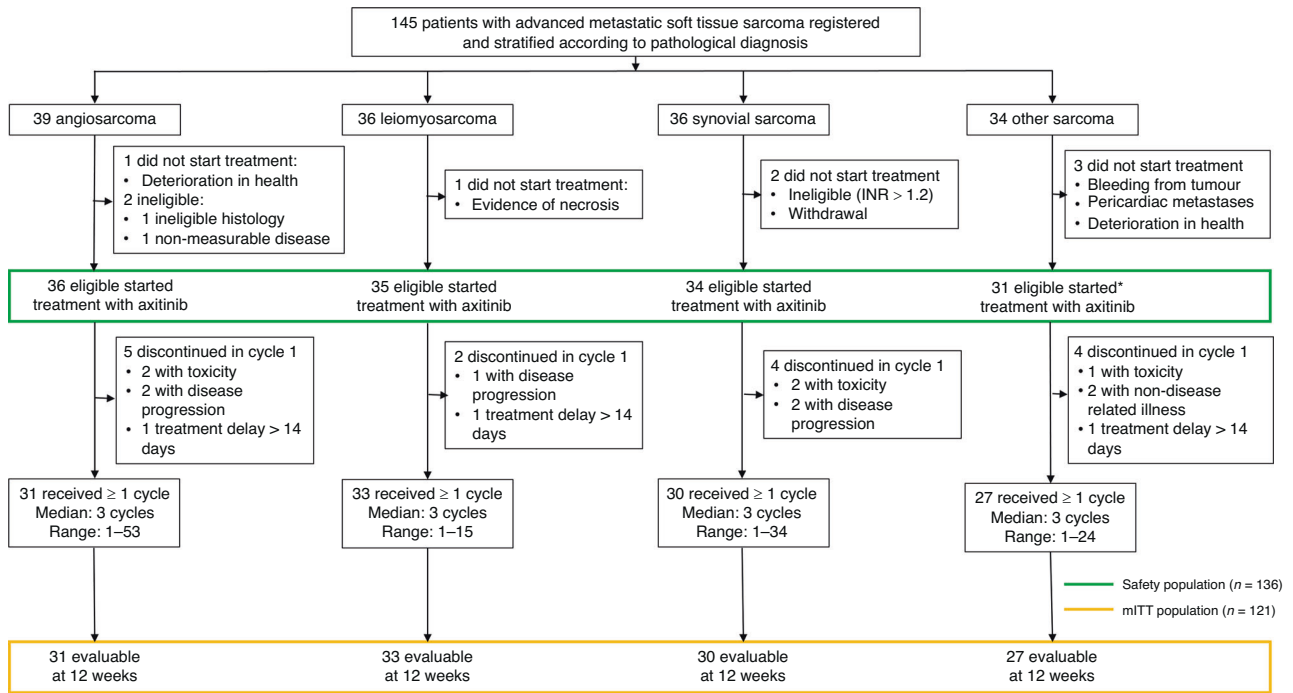 145 patients with advanced metastatic soft tissue sarcoma registered
and stratified according to pathological diagnosis
39 angiosarcoma
36 leiomyosarcoma
36 synovial sarcoma
34 other sarcoma
1 did not start treatment:
• Deterioration in health
2 ineligible:
• 1 ineligible histology
• 1 non-measurable disease
1 did not start treatment:
• Evidence of necrosis
2 did not start treatment
• Ineligible (INR > 1.2)
• Withdrawal
3 did not start treatment
• Bleeding from tumour
• Pericardiac metastases
• Deterioration in health
36 eligible started
treatment with axitinib
35 eligible started
treatment with axitinib
34 eligible started
treatment with axitinib
31 eligible started*
treatment with axitinib
5 discontinued in cycle 1
• 2 with toxicity
• 2 with disease
progression
• 1 treatment delay > 14
days
2 discontinued in cycle 1
• 1 with disease
progression
• 1 treatment delay > 14
days
4 discontinued in cycle 1
• 2 with toxicity
• 2 with disease
progression
4 discontinued in cycle 1
• 1 with toxicity
• 2 with non-disease
related illness
• 1 treatment delay > 14
days
31 received ≥ 1 cycle
Median: 3 cycles
Range: 1–53
33 received ≥ 1 cycle
Median: 3 cycles
Range: 1–15
30 received ≥ 1 cycle
Median: 3 cycles
Range: 1–34
27 received ≥ 1 cycle
Median: 3 cycles
Range: 1–24
Safety population (n = 136)
mITT population (n = 121)
31 evaluable
at 12 weeks
33 evaluable
at 12 weeks
30 evaluable
at 12 weeks
27 evaluable
at 12 weeks